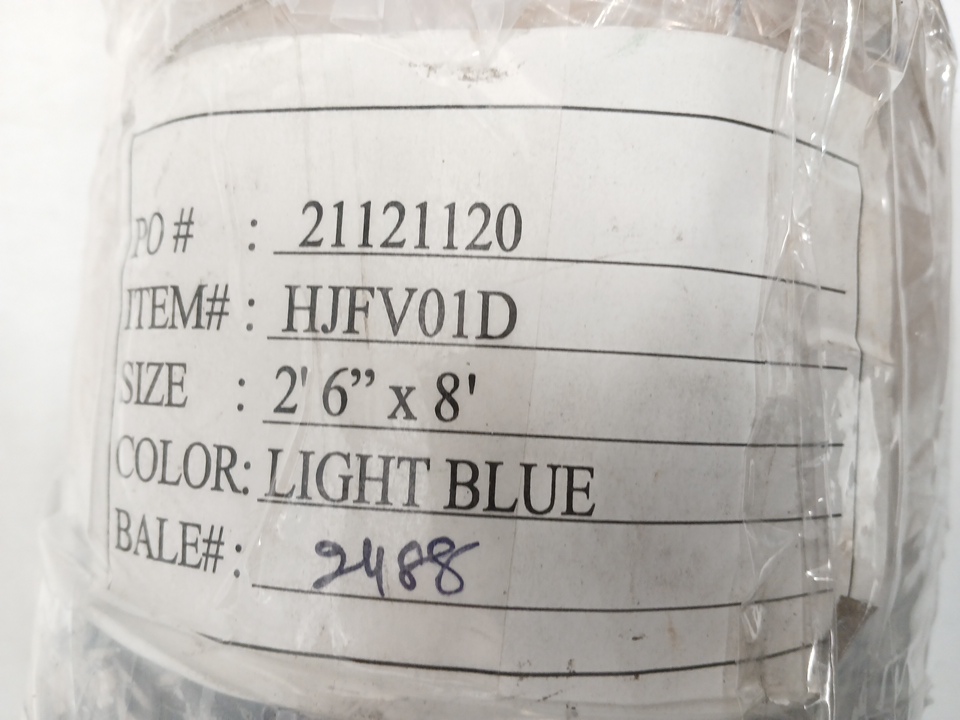 PO # : 21121120
ITEM# : HJFV01D
SIZE : 2' 6” x 8'
COLOR: LIGHT BLUE
BALE# : 2488